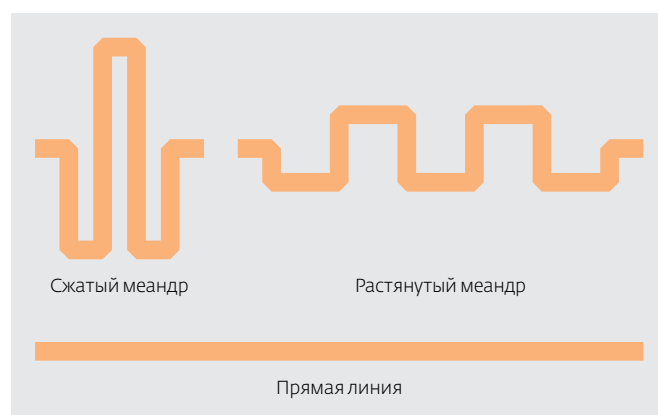 Сжатый меандр
Растянутый меандр
Прямая линия